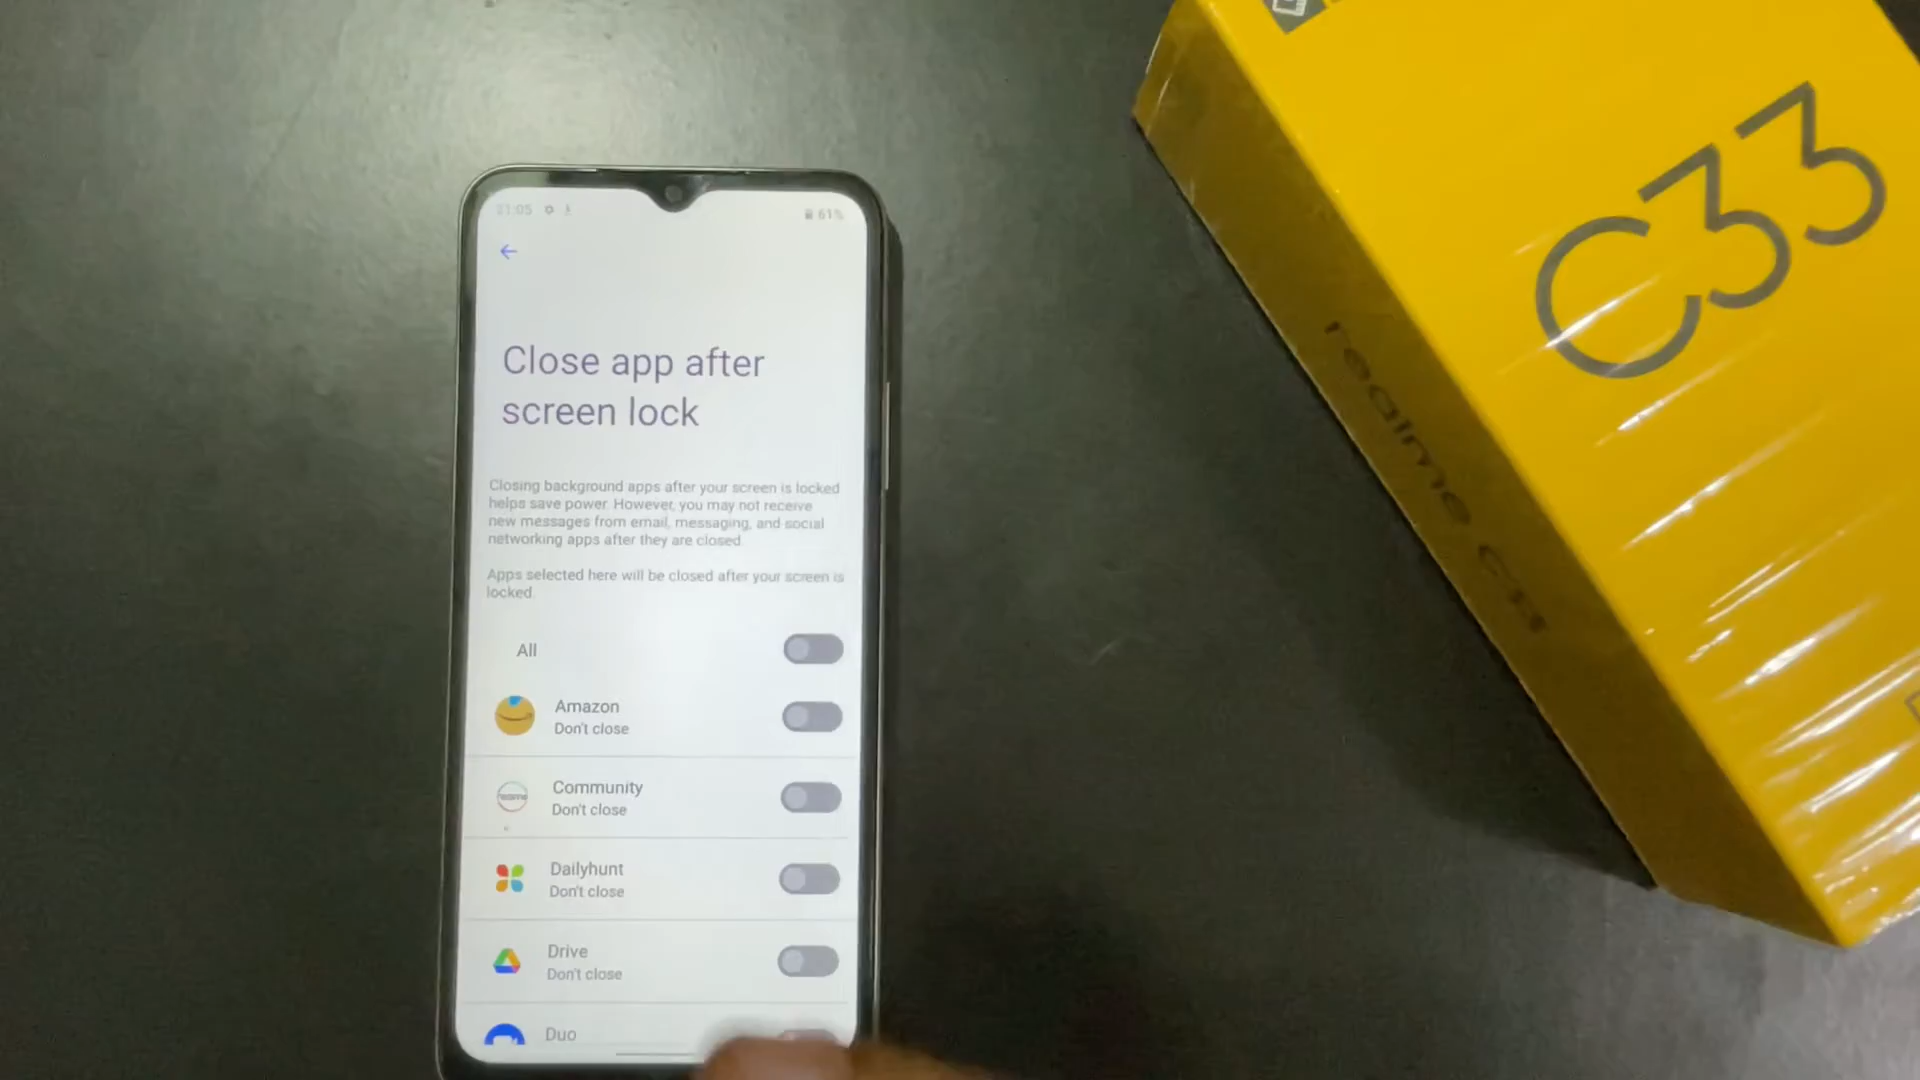 C33
realme C33
61%
Close app after
screen lock
Closing background apps after your screen is locked
helps save power. However, you may not receive
new messages from email, messaging, and social
networking apps after they are closed.
Apps selected here will be closed after your screen is
locked.
All
Amazon
Don't close
realme
Community
Don't close
Dailyhunt
Don't close
Drive
Don't close
Duo